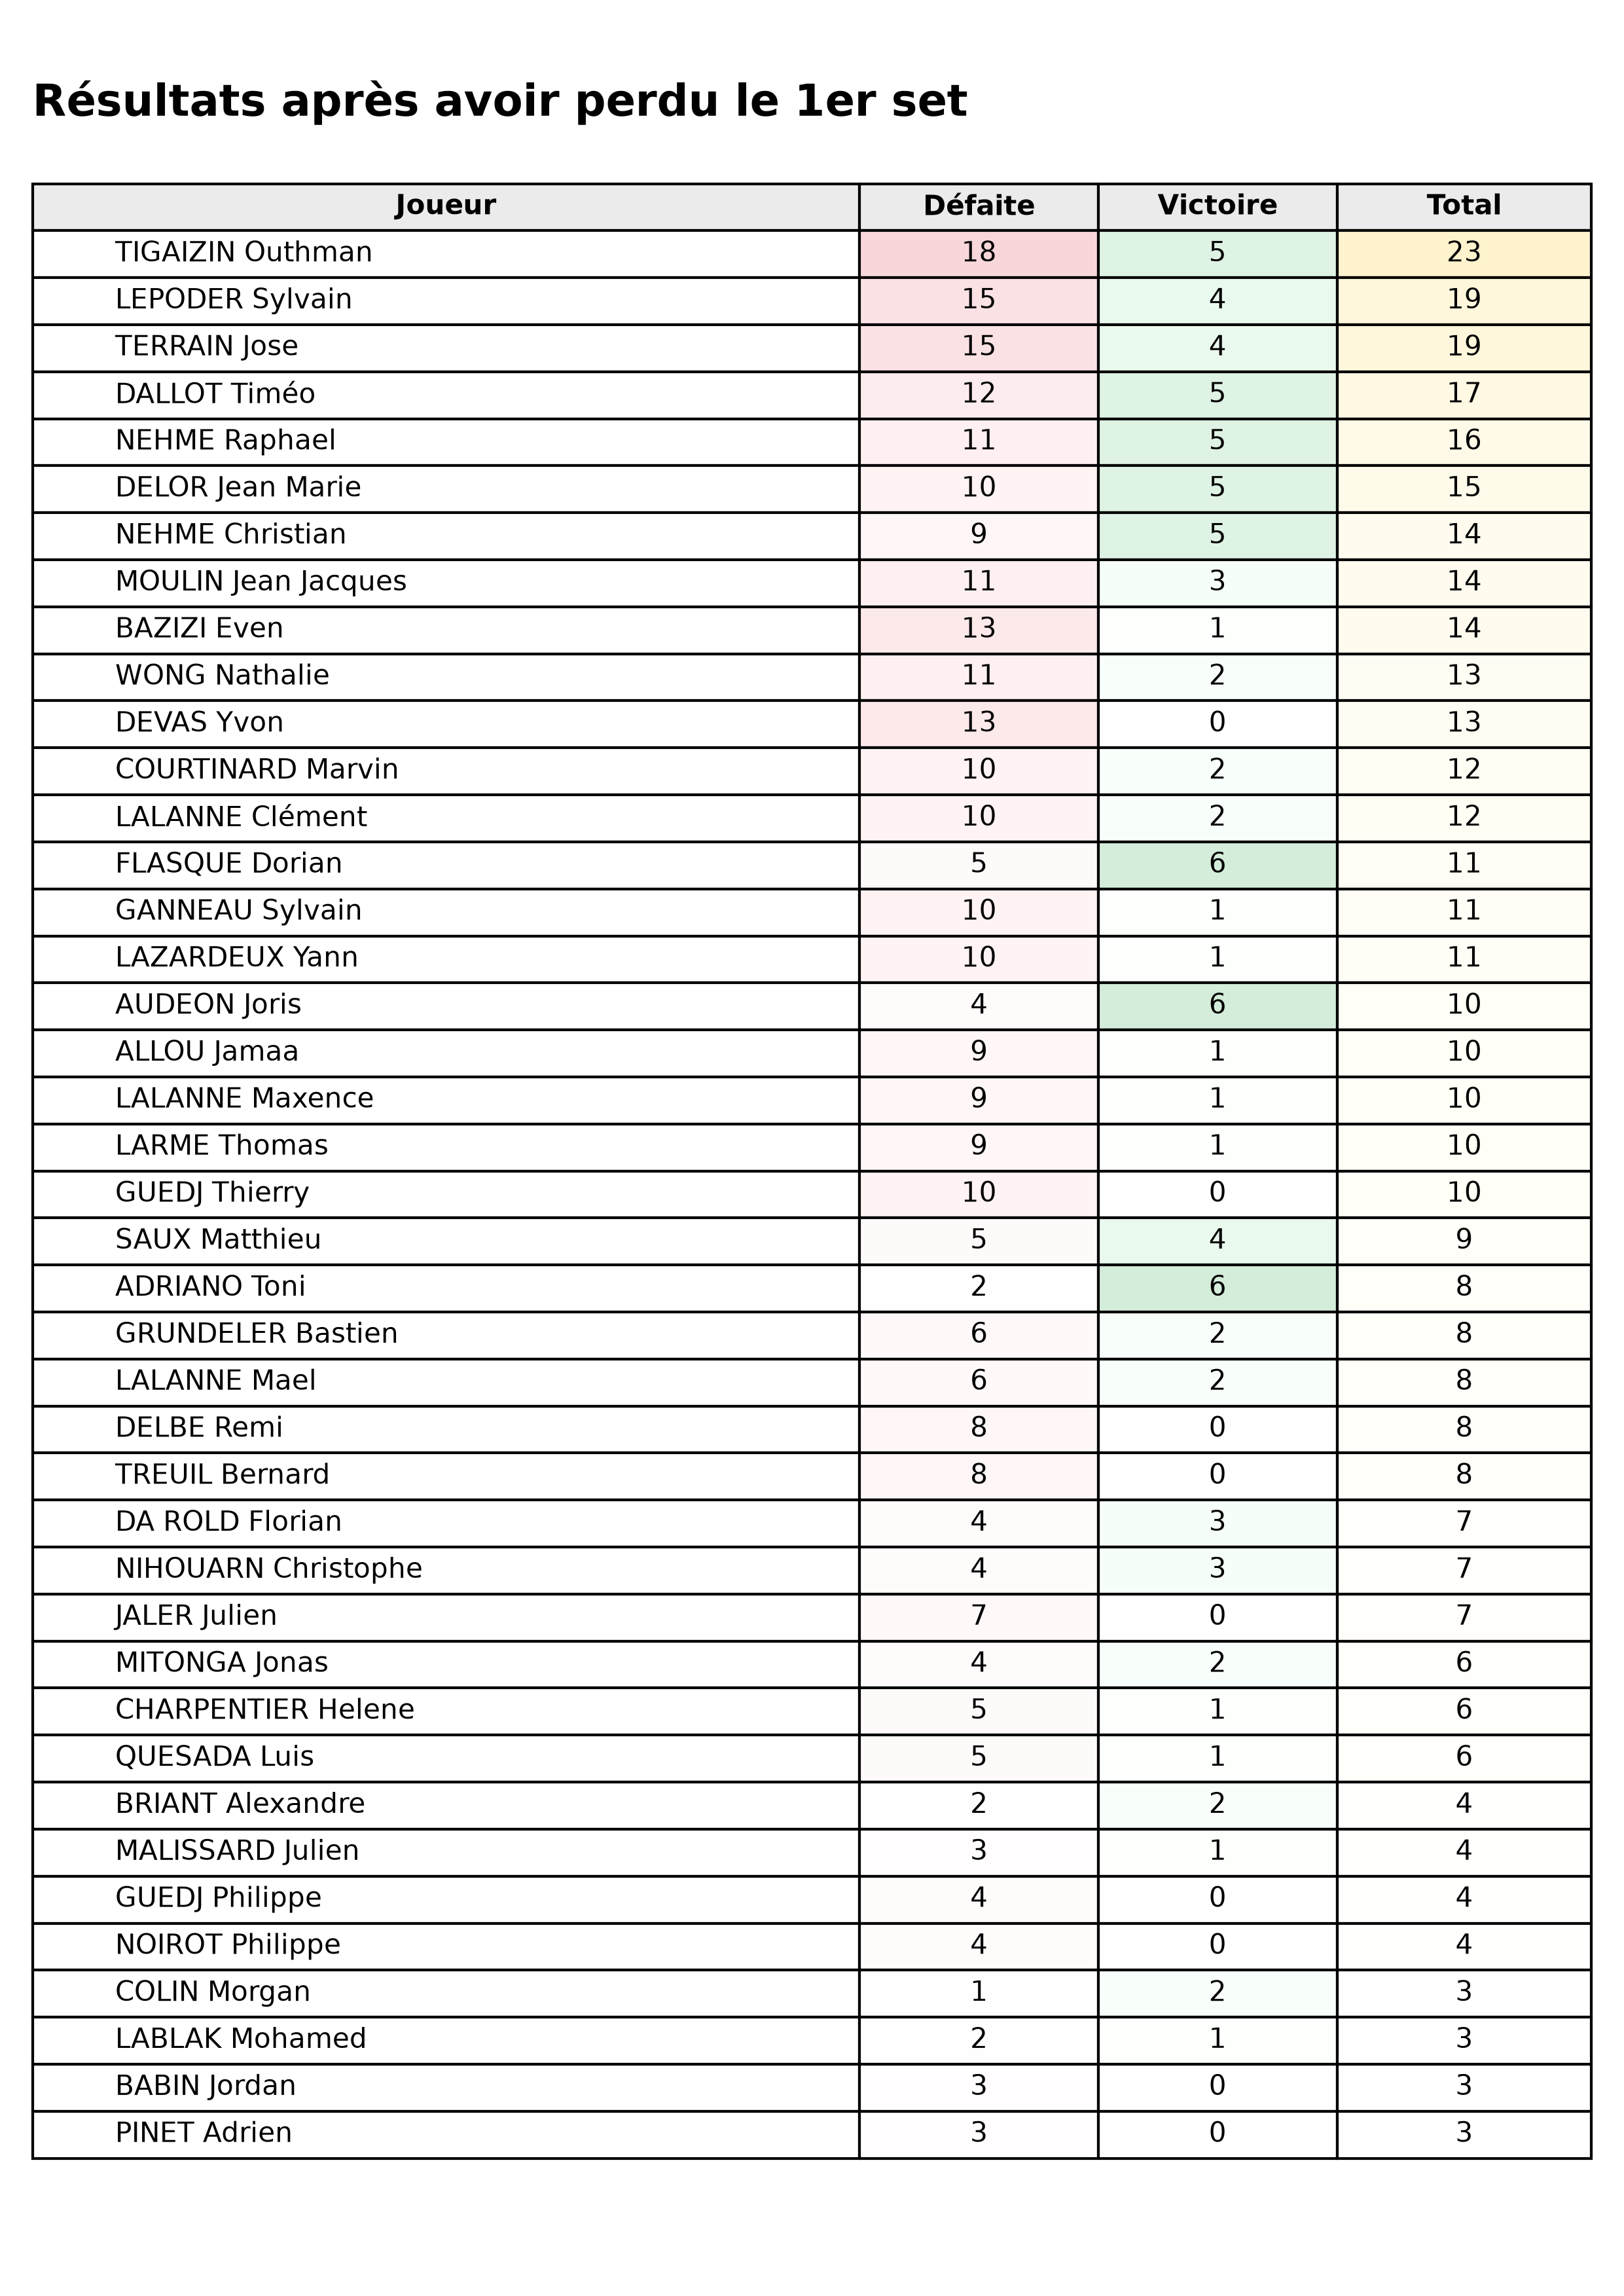 Résultats après avoir perdu le 1er set
Joueur Défaite Victoire Total
TIGAIZIN Outhman 18 5 23
LEPODER Sylvain 15 4 19
TERRAIN Jose 15 4 19
DALLOT Timéo 12 5 17
NEHME Raphael 11 5 16
DELOR Jean Marie 10 5 15
NEHME Christian 9 5 14
MOULIN Jean Jacques 11 3 14
BAZIZI Even 13 1 14
WONG Nathalie 11 2 13
DEVAS Yvon 13 0 13
COURTINARD Marvin 10 2 12
LALANNE Clément 10 2 12
FLASQUE Dorian 5 6 11
GANNEAU Sylvain 10 1 11
LAZARDEUX Yann 10 1 11
AUDEON Joris 4 6 10
ALLOU Jamaa 9 1 10
LALANNE Maxence 9 1 10
LARME Thomas 9 1 10
GUEDJ Thierry 10 0 10
SAUX Matthieu 5 4 9
ADRIANO Toni 2 6 8
GRUNDELER Bastien 6 2 8
LALANNE Mael 6 2 8
DELBE Remi 8 0 8
TREUIL Bernard 8 0 8
DA ROLD Florian 4 3 7
NIHOUARN Christophe 4 3 7
JALER Julien 7 0 7
MITONGA Jonas 4 2 6
CHARPENTIER Helene 5 1 6
QUESADA Luis 5 1 6
BRIANT Alexandre 2 2 4
MALISSARD Julien 3 1 4
GUEDJ Philippe 4 0 4
NOIROT Philippe 4 0 4
COLIN Morgan 1 2 3
LABLAK Mohamed 2 1 3
BABIN Jordan 3 0 3
PINET Adrien 3 0 3